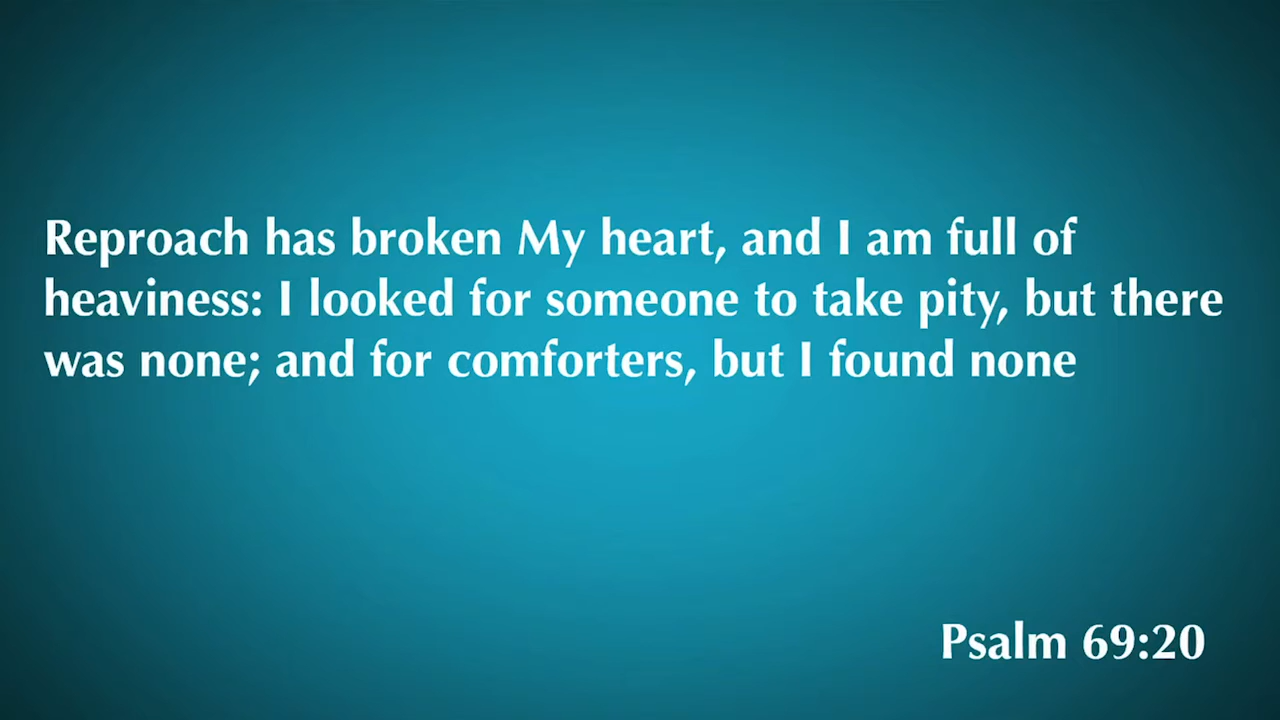 Reproach has broken My heart, and I am full of
heaviness: I looked for someone to take pity, but there
was none; and for comforters, but I found none
Psalm 69:20